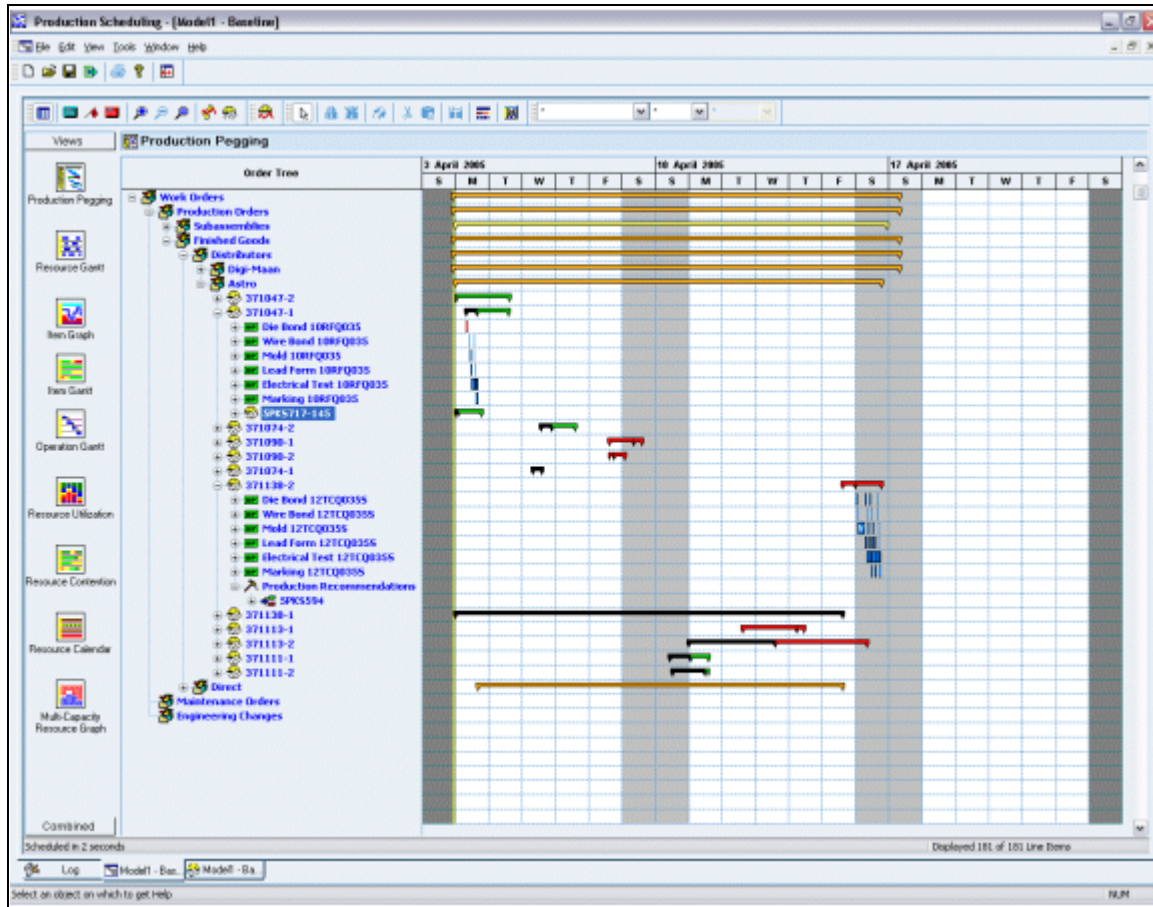 Production Scheduling - [Model1 - Baseline]
File Edit View Tools Window Help
Views
Production Pegging
Order Tree
3 April 2005 10 April 2005 17 April 2005
S M T W T F S S M T W T F S S M T W T F S
Production Pegging
Resource Gantt
Item Graph
Item Gantt
Operation Gantt
Resource Utilization
Resource Contention
Resource Calendar
Multi-Capacity
Resource Graph
Combined
Work Orders
Production Orders
Subassemblies
Finished Goods
Distributors
Digi-Maan
Astro
371047-2
371047-1
Die Bond 10RFQ035
Wire Bond 10RFQ035
Mold 10RFQ035
Lead Form 10RFQ035
Electrical Test 10RFQ035
Marking 10RFQ035
SPKS717-145
371074-2
371090-1
371090-2
371074-1
371138-2
Die Bond 12TCQ035S
Wire Bond 12TCQ035S
Mold 12TCQ035S
Lead Form 12TCQ035S
Electrical Test 12TCQ035S
Marking 12TCQ035S
Production Recommendations
SPKS594
371138-1
371113-1
371113-2
371111-1
371111-2
Direct
Maintenance Orders
Engineering Changes
Scheduled in 2 seconds
Displayed 181 of 181 Line Items
Log Model1 - Bas... Model1 - Ba...
Select an object on which to get Help
NUM